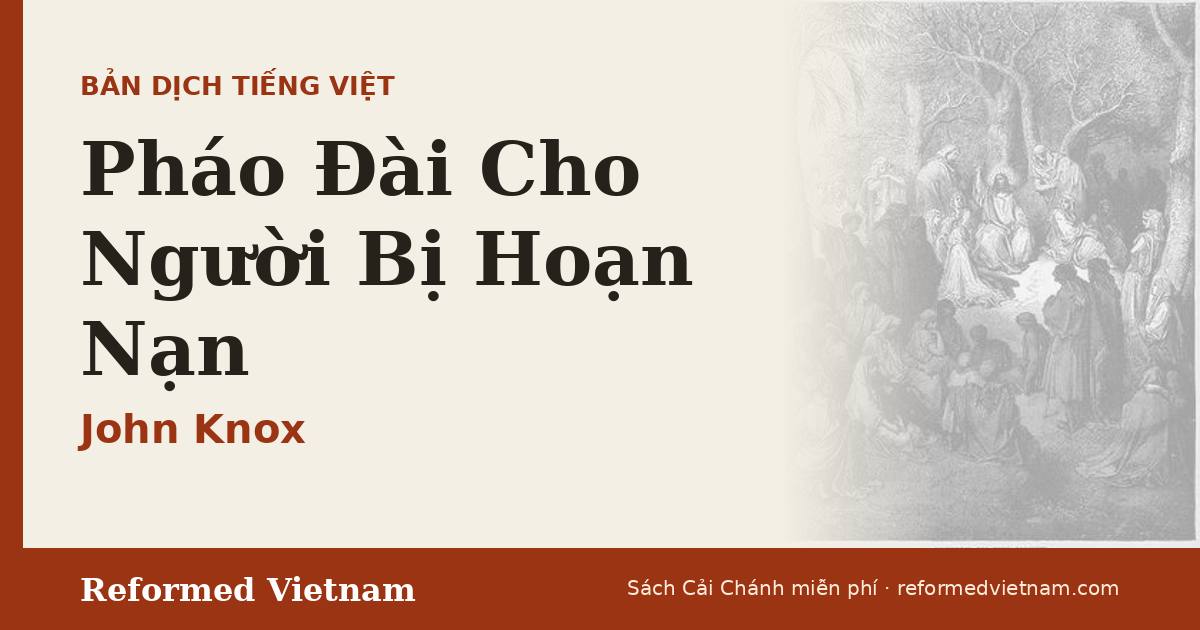 BẢN DỊCH TIẾNG VIỆT
Pháo Đài Cho
Người Bị Hoạn
Nạn
John Knox
Reformed Vietnam
Sách Cải Chánh miễn phí · reformedvietnam.com